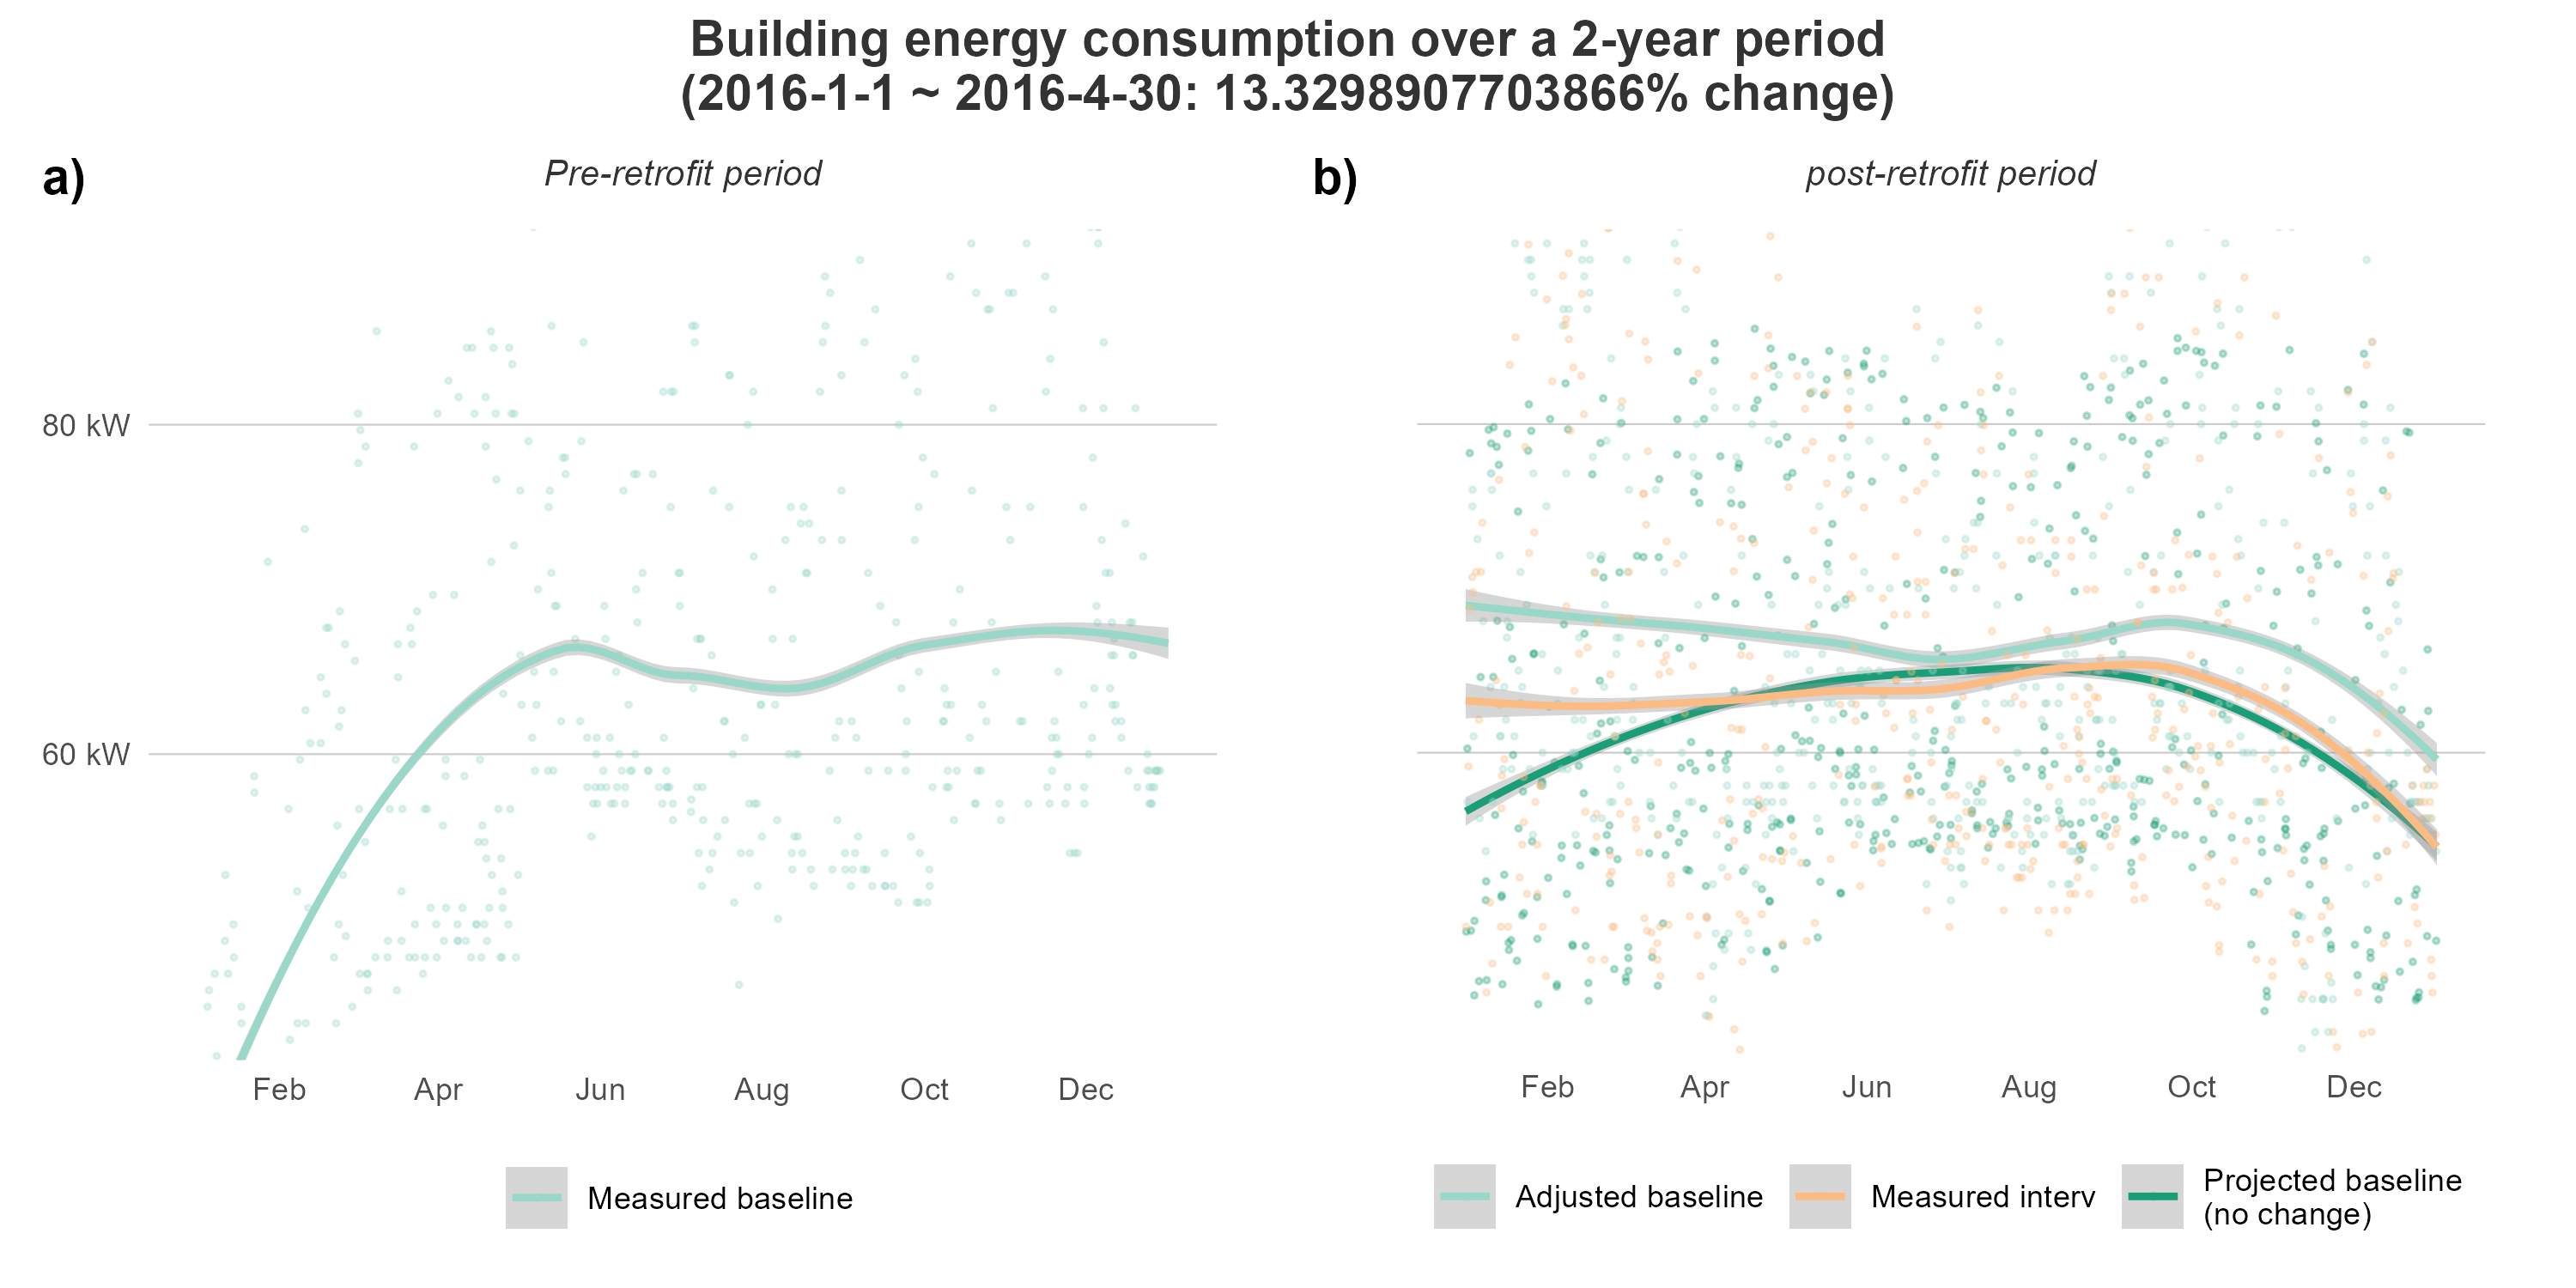 Building energy consumption over a 2-year period
(2016-1-1 ~ 2016-4-30: 13.3298907703866% change)
a)
Pre-retrofit period
80 kW
60 kW
Feb Apr Jun Aug Oct Dec
Measured baseline
b)
post-retrofit period
Feb Apr Jun Aug Oct Dec
Adjusted baseline
Measured interv
Projected baseline
(no change)